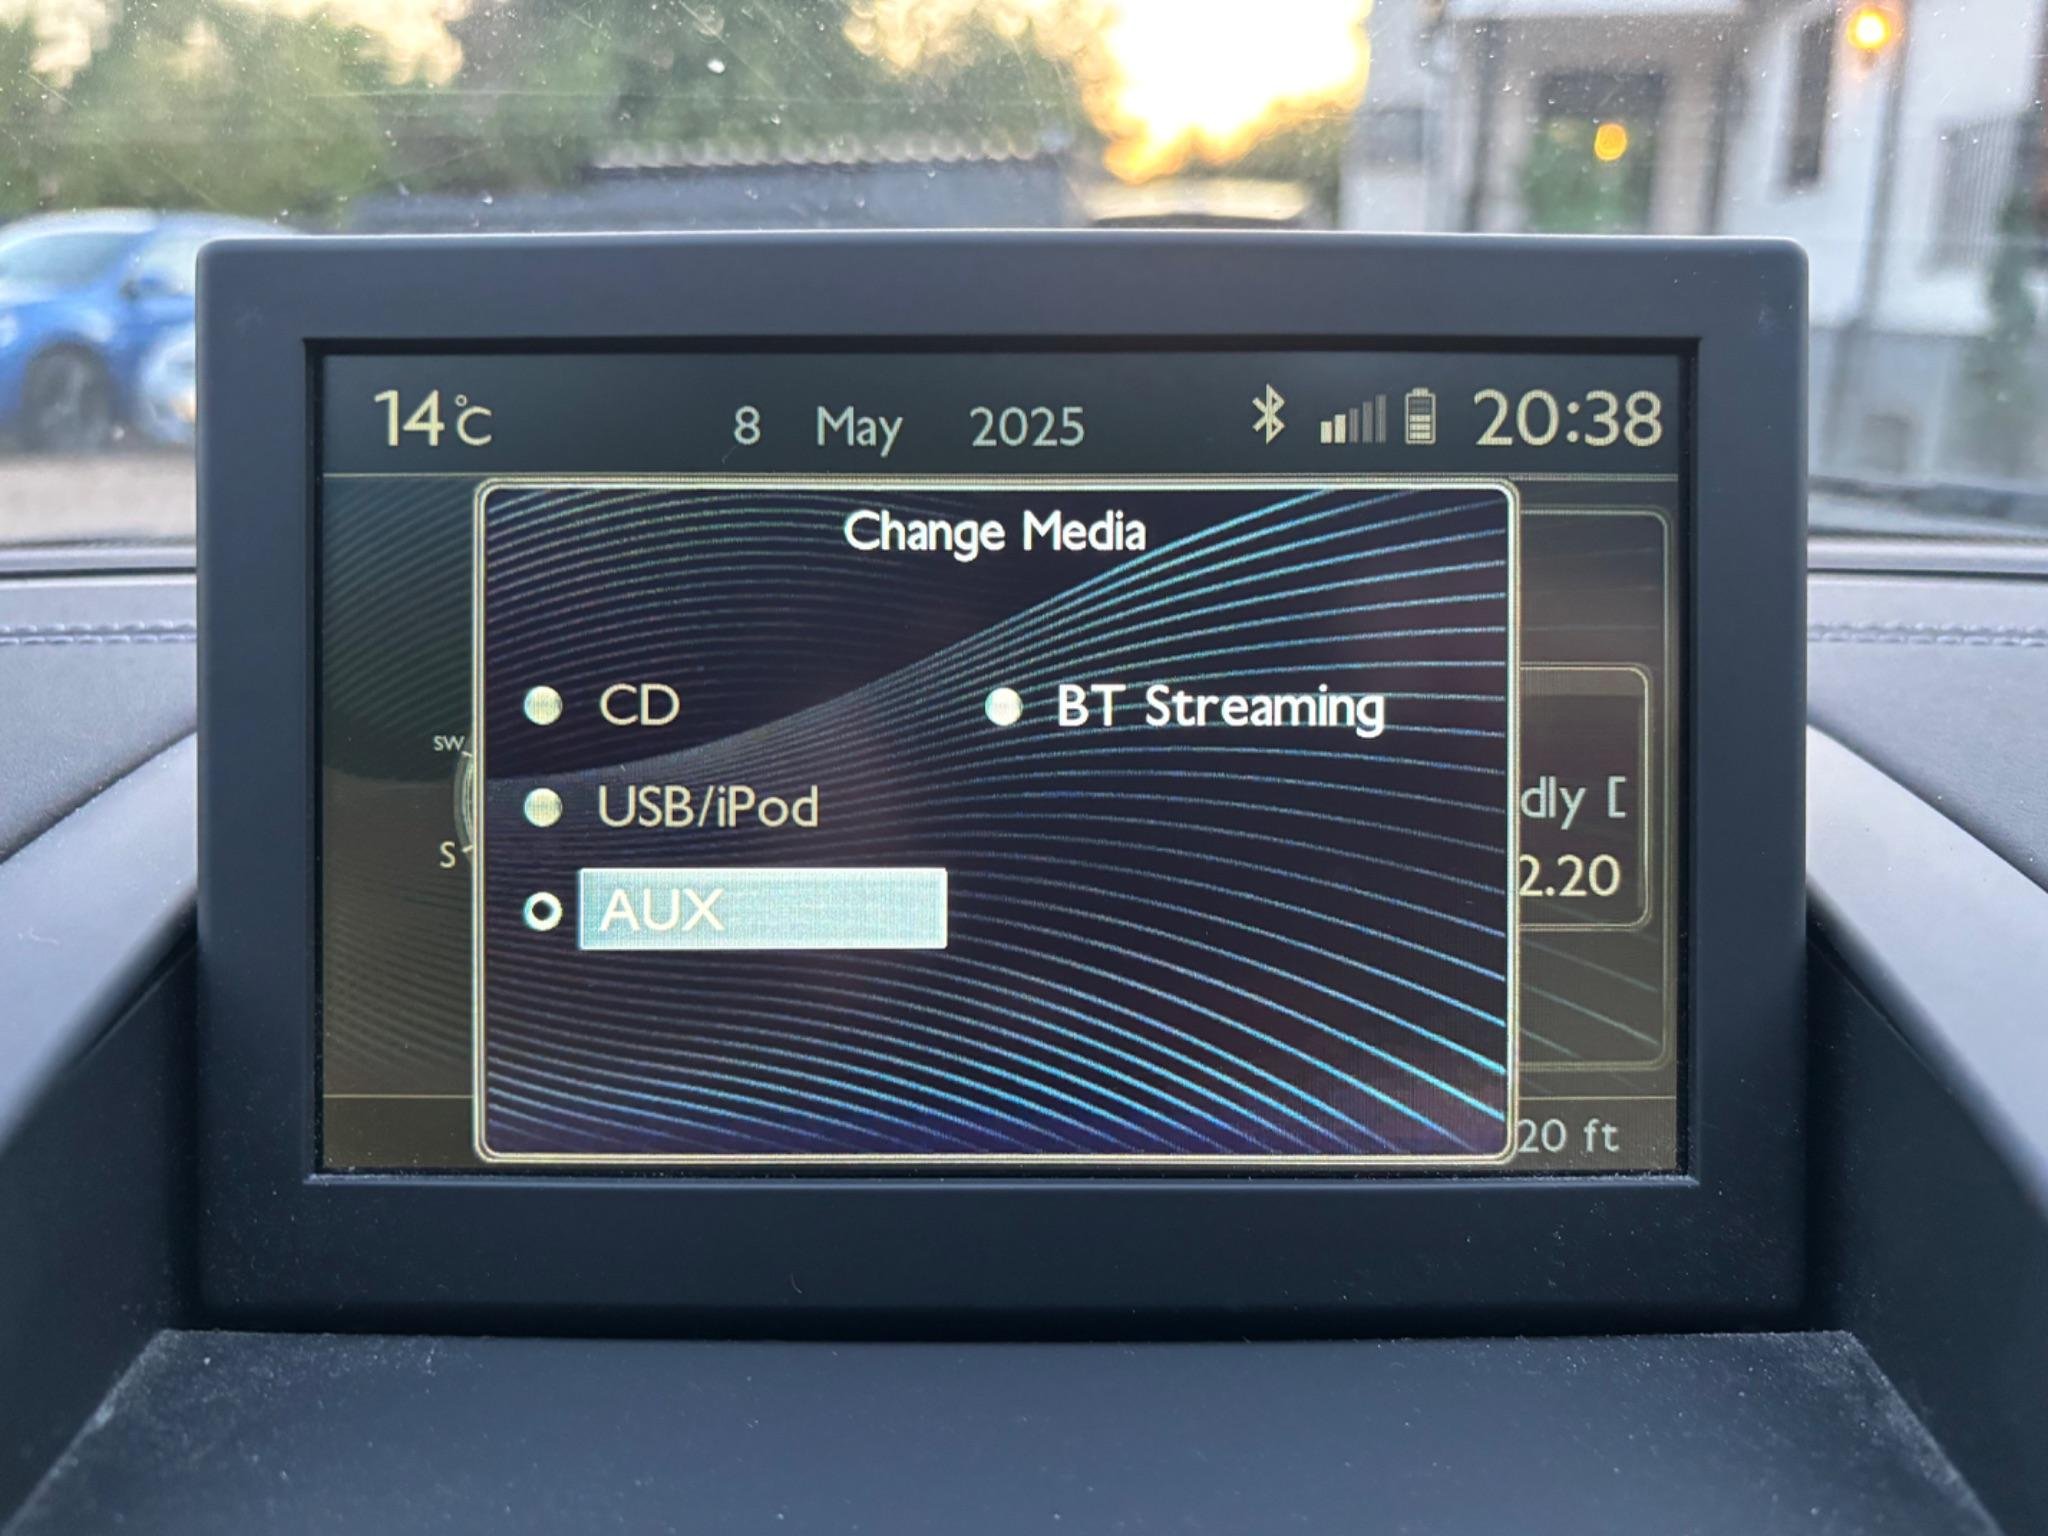 14°C 8 May 2025 20:38
Change Media
CD BT Streaming
USB/iPod
AUX
SW
S
dly
2.20
20 ft